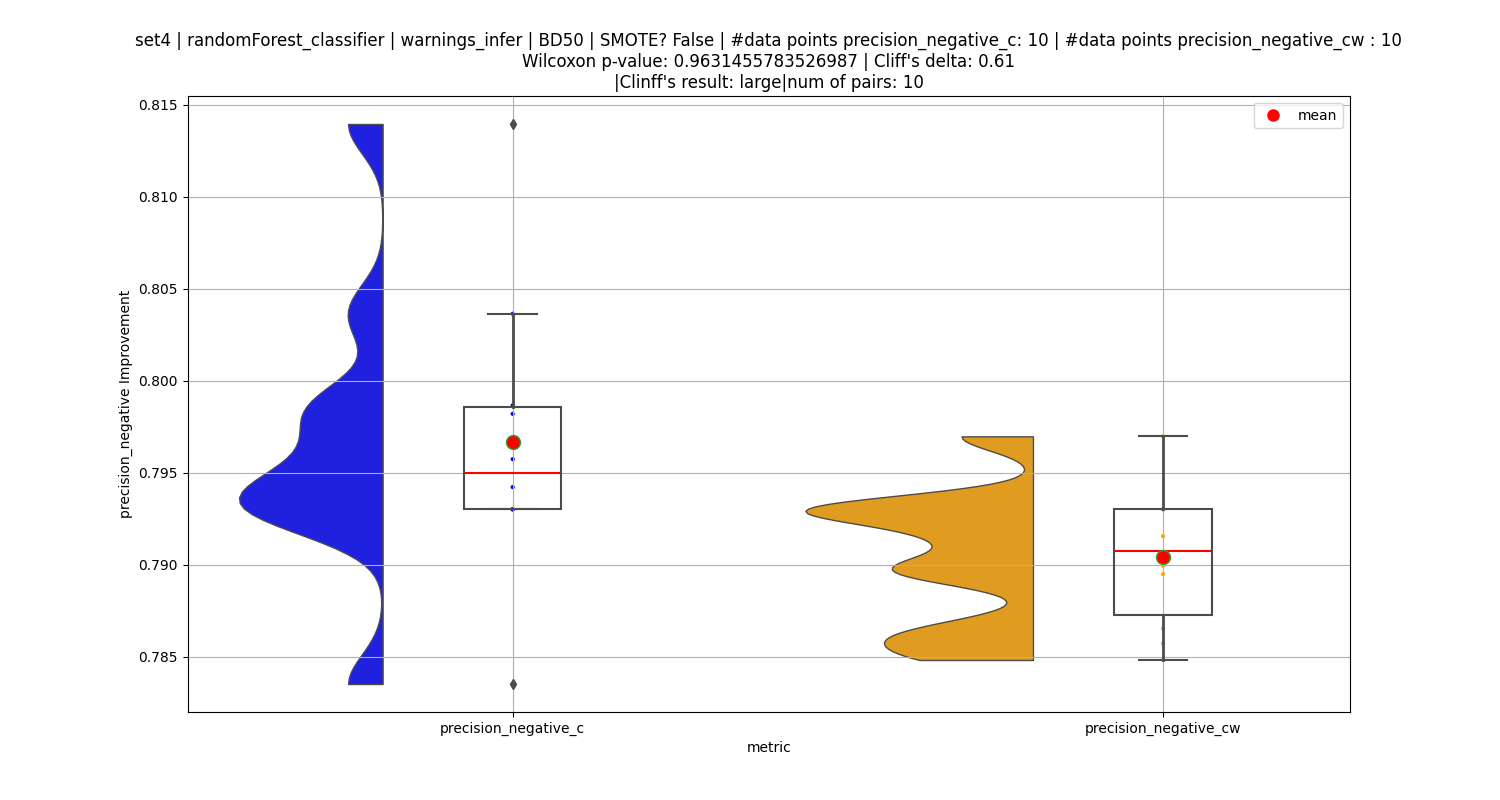 set4 | randomForest_classifier | warnings_infer | BD50 | SMOTE? False | #data points precision_negative_c: 10 | #data points precision_negative_cw : 10
Wilcoxon p-value: 0.9631455783526987 | Cliff's delta: 0.61
|Clinff's result: large|num of pairs: 10
mean
0.815
0.810
0.805
0.800
0.795
0.790
0.785
precision_negative Improvement
precision_negative_c
precision_negative_cw
metric